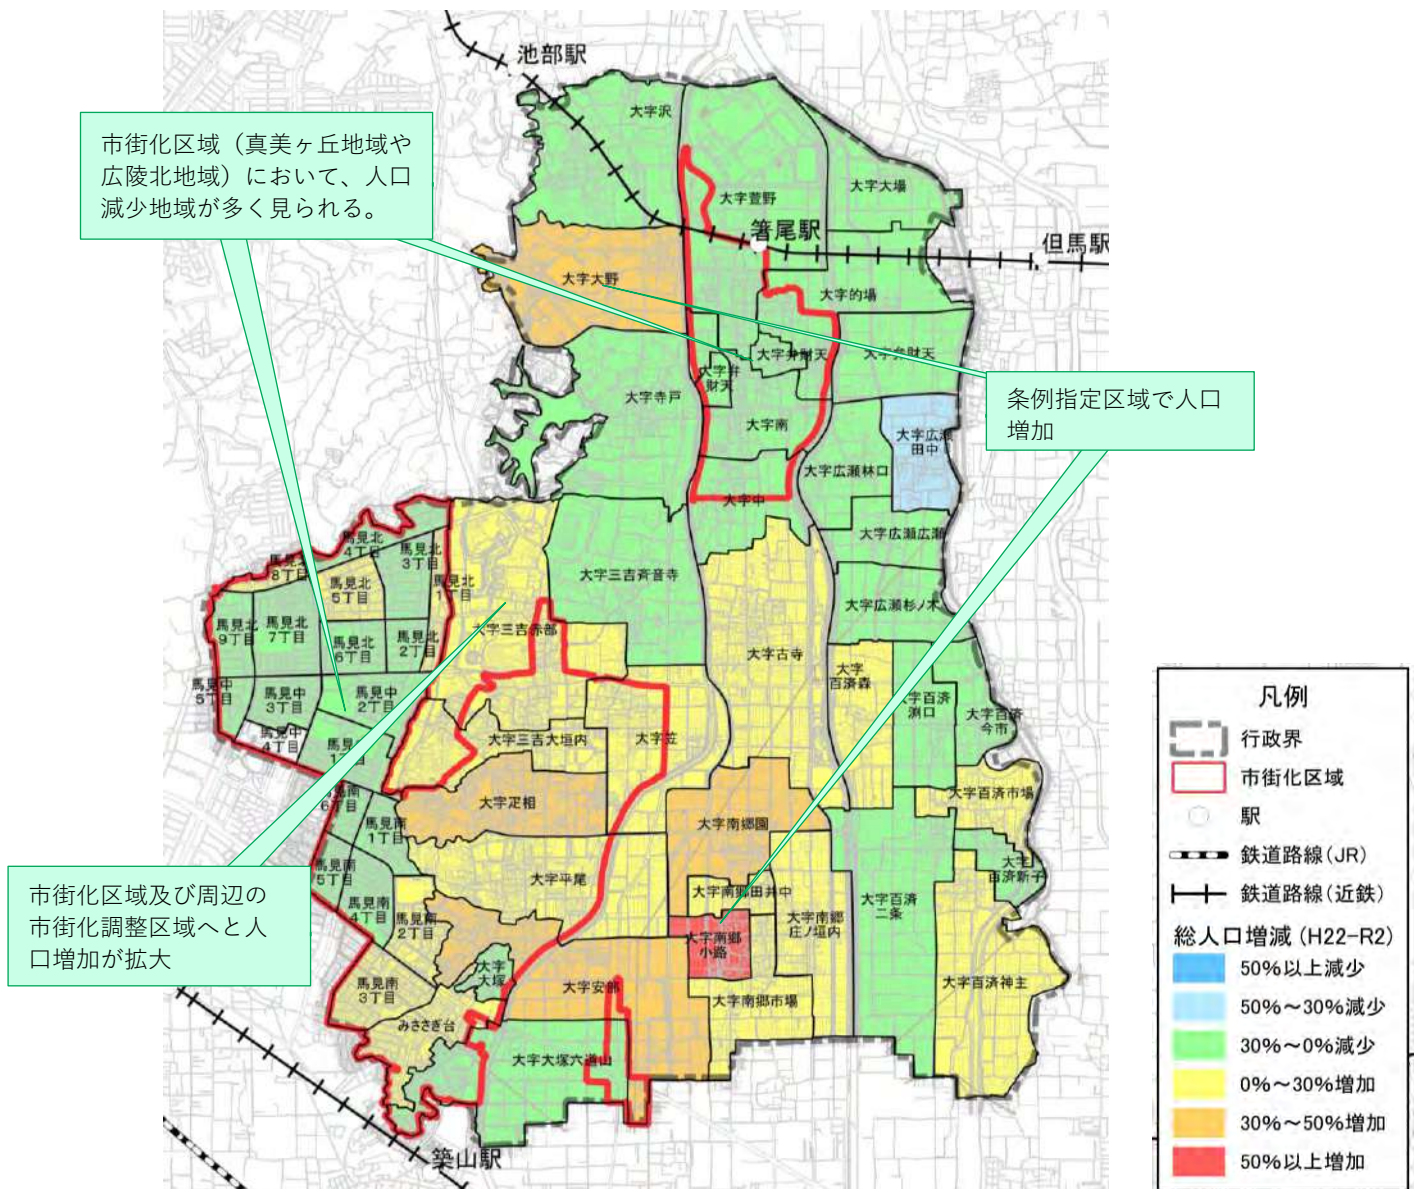 池部駅
市街化区域（真美ヶ丘地域や
広陵北地域）において、人口
減少地域が多く見られる。
大字沢
大字萱野
大字大場
箸尾駅
但馬駅
大字大野
大字的場
大字弁財天
大字弁財天
大字弁
財天
大字寺戸
大字南
条例指定区域で人口
増加
大字広瀬
田中
大字広瀬林口
大字中
大字広瀬広瀬
馬見北
4丁目
馬見北
3丁目
馬見北
8丁目
馬見北
5丁目
馬見北
1丁目
大字三吉斉音寺
大字広瀬杉ノ木
馬見北
9丁目
馬見北
7丁目
馬見北
6丁目
馬見北
2丁目
大字三吉赤部
大字古寺
大字
百済森
馬見中
5丁目
馬見中
3丁目
馬見中
2丁目
大字百済
渕口
大字百済
今市
馬見中
4丁目
馬見中
1丁目
大字三吉大垣内
大字笠
馬見南
6丁目
大字疋相
大字百済市場
馬見南
1丁目
大字南郷園
馬見南
5丁目
大字平尾
大字
百済新子
市街化区域及び周辺の
市街化調整区域へと人
口増加が拡大
馬見南
4丁目
馬見南
2丁目
大字南郷田井中
大字百済
二条
大字南郷
庄ノ垣内
大字南郷
小路
大字
大塚
馬見南
3丁目
大字安部
大字南郷市場
大字百済神主
みささぎ台
大字大塚六道山
築山駅
凡例
行政界
市街化区域
駅
鉄道路線(JR)
鉄道路線(近鉄)
総人口増減(H22-R2)
50%以上減少
50%～30%減少
30%～0%減少
0%～30%増加
30%～50%増加
50%以上増加